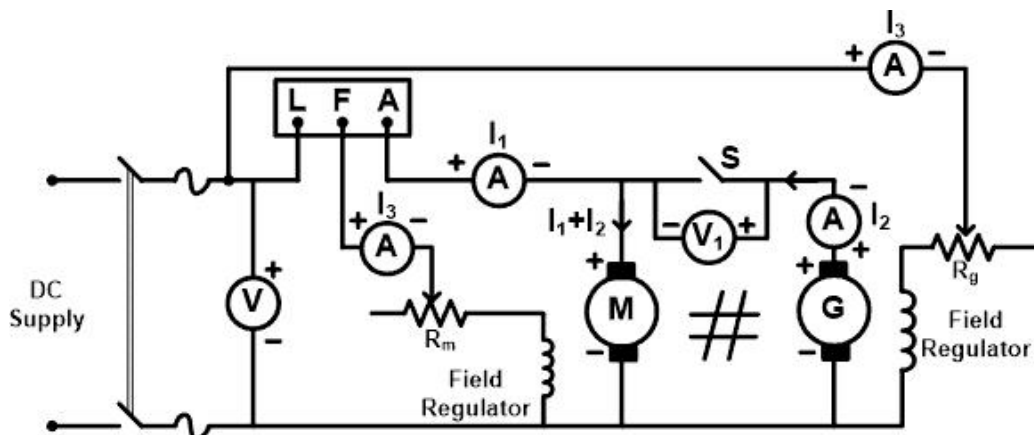 I₃
+ A −
L F A
I₁
+ A −
S
−
A I₂
+
I₃
+ A −
I₁+I₂
− V₁ +
Rg
DC
Supply
+
V
−
Rm
+
M
−
+
G
−
Field
Regulator
Field
Regulator